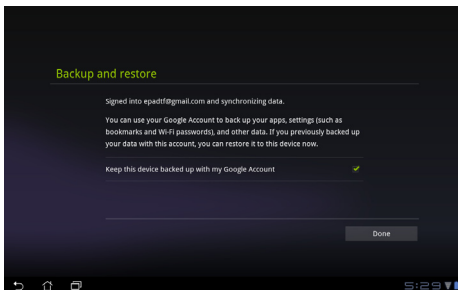 Backup and restore
Signed into epadtf@gmail.com and synchronizing data.
You can use your Google Account to back up your apps, settings (such as
bookmarks and Wi-Fi passwords), and other data. If you previously backed up
your data with this account, you can restore it to this device now.
Keep this device backed up with my Google Account
Done
5:29